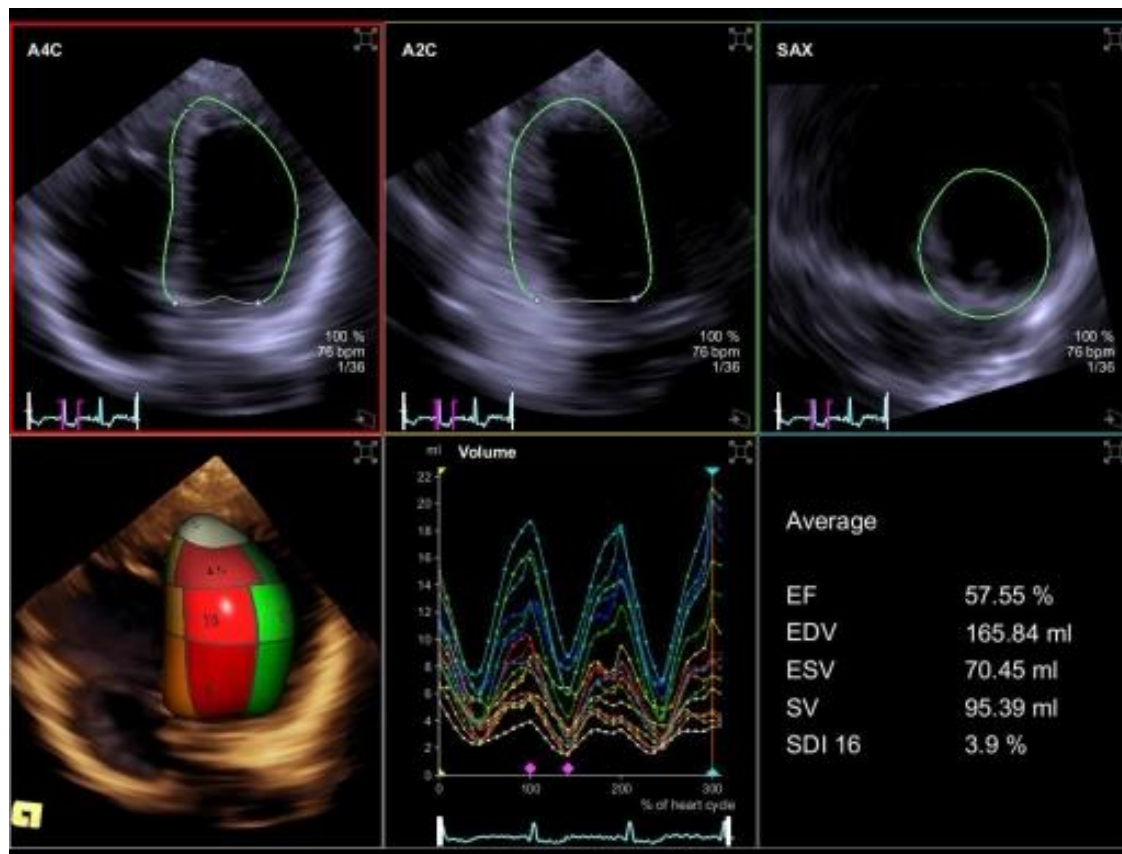 A4C
100 %
76 bpm
1/36
A2C
100 %
76 bpm
1/36
SAX
100 %
76 bpm
1/36
ml Volume
22
20
18
16
14
12
10
8
6
4
2
0
0 100 200 300
% of heart cycle
Average
EF 57.55 %
EDV 165.84 ml
ESV 70.45 ml
SV 95.39 ml
SDI 16 3.9 %